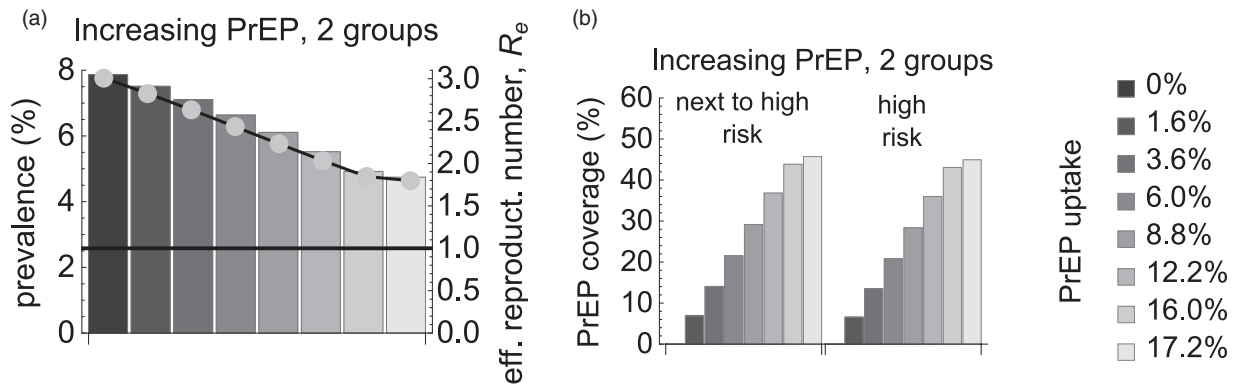 (a)
Increasing PrEP, 2 groups
prevalence (%)
8
6
4
2
0
3.0
2.5
2.0
1.5
1.0
0.5
0.0
eff. reproduct. number, Re
(b)
Increasing PrEP, 2 groups
next to high
risk
high
risk
PrEP coverage (%)
60
50
40
30
20
10
0
PrEP uptake
0%
1.6%
3.6%
6.0%
8.8%
12.2%
16.0%
17.2%